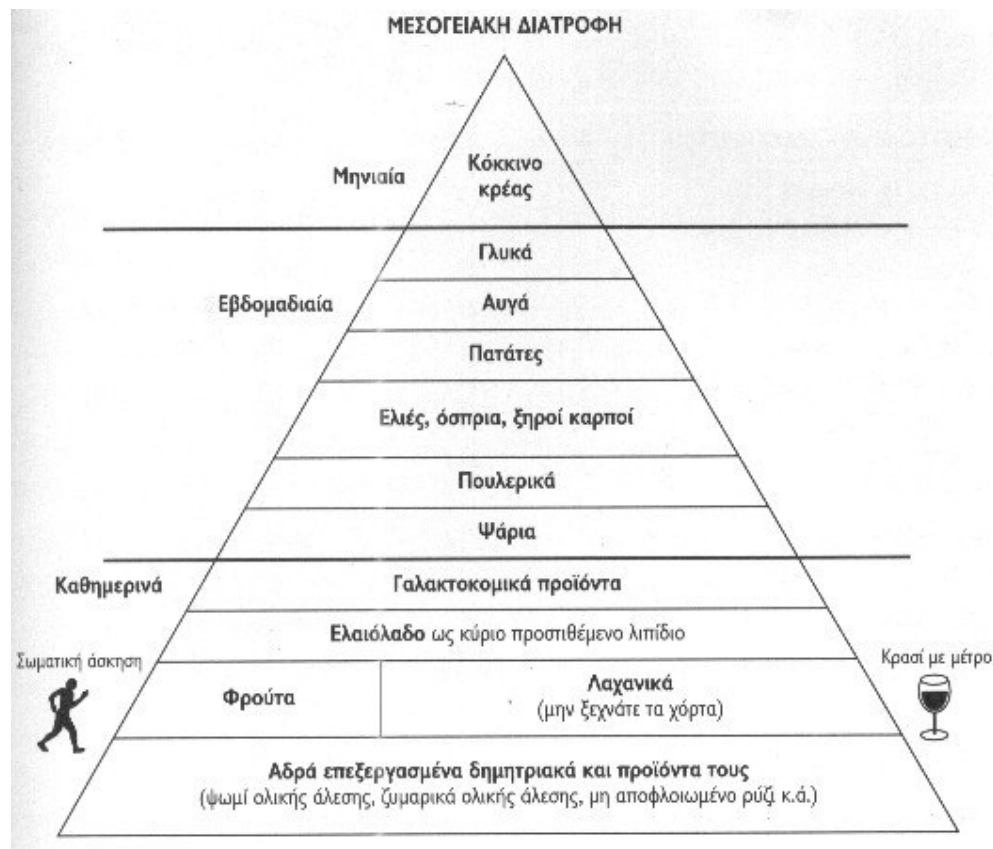 ΜΕΣΟΓΕΙΑΚΗ ΔΙΑΤΡΟΦΗ
Μηνιαία
Κόκκινο
κρέας
Γλυκά
Εβδομαδιαία
Αυγά
Πατάτες
Ελιές, όσπρια, ξηροί καρποί
Πουλερικά
Ψάρια
Καθημερινά
Γαλακτοκομικά προϊόντα
Ελαιόλαδο ως κύριο προστιθέμενο λιπίδιο
Σωματική άσκηση
Κρασί με μέτρο
Φρούτα
Λαχανικά
(μην ξεχνάτε τα χόρτα)
Αδρά επεξεργασμένα δημητριακά και προϊόντα τους
(ψωμί ολικής άλεσης, ζυμαρικά ολικής άλεσης, μη αποφλοιωμένο ρύζι κ.ά.)